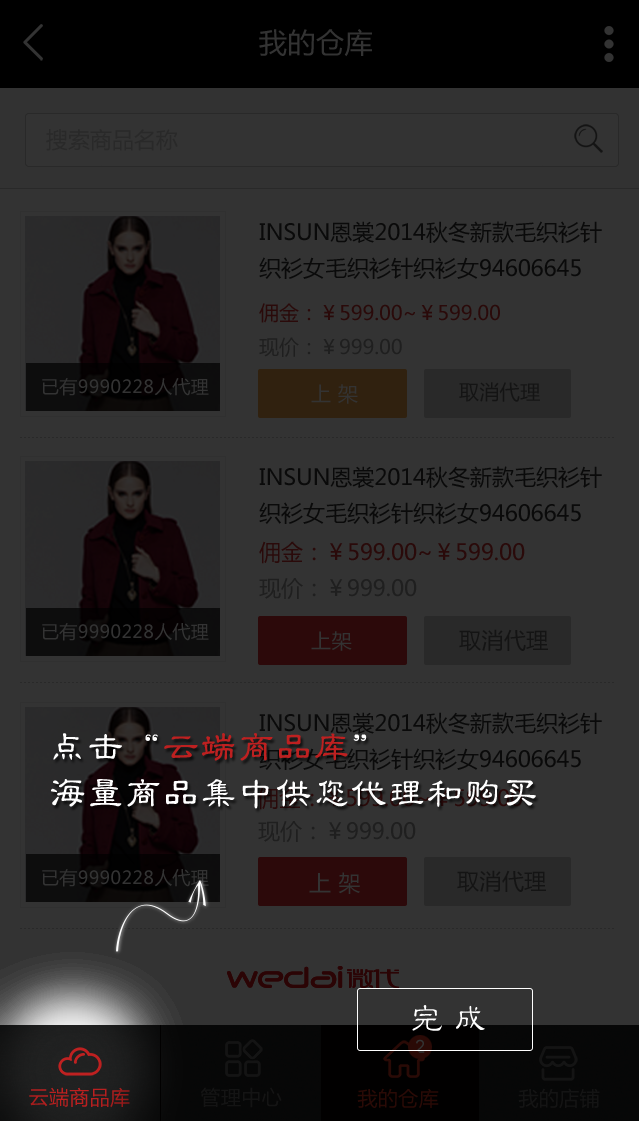 我的仓库
搜索商品名称
INSUN恩裳2014秋冬新款毛织衫针
织衫女毛织衫针织衫女94606645
佣金：￥599.00~￥599.00
现价：￥999.00
已有9990228人代理
上架
取消代理
INSUN恩裳2014秋冬新款毛织衫针
织衫女毛织衫针织衫女94606645
佣金：￥599.00~￥599.00
现价：￥999.00
已有9990228人代理
上架
取消代理
INSUN恩裳2014秋冬新款毛织衫针
点击“云端商品库”
织衫女毛织衫针织衫女94606645
海量商品集中供您代理和购买
现价：￥999.00
已有9990228人代理
上架
取消代理
wedai微代
完成
2
云端商品库
管理中心
我的仓库
我的店铺